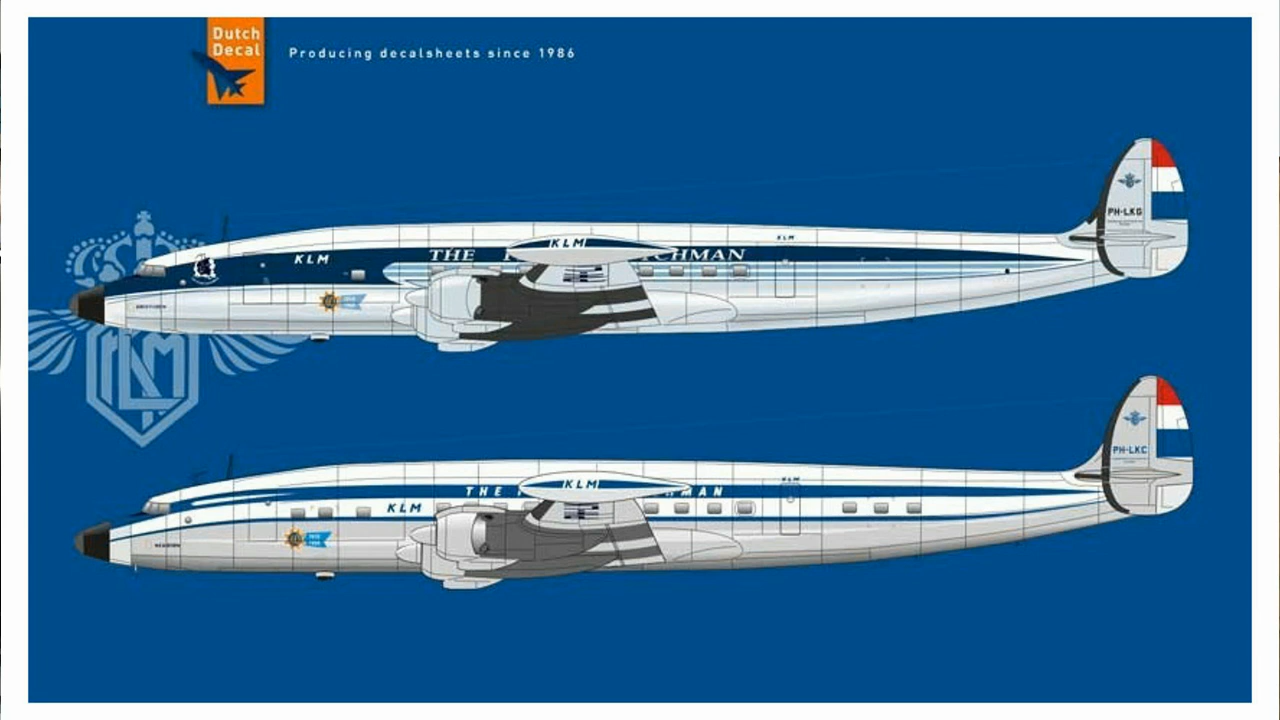 Dutch
Decal
Producing decalsheets since 1986
PH-LKG
KLM
KLM
KLM
THE CHMAN
KLM
PH-LKC
KLM
KLM
THE MAN
KLM